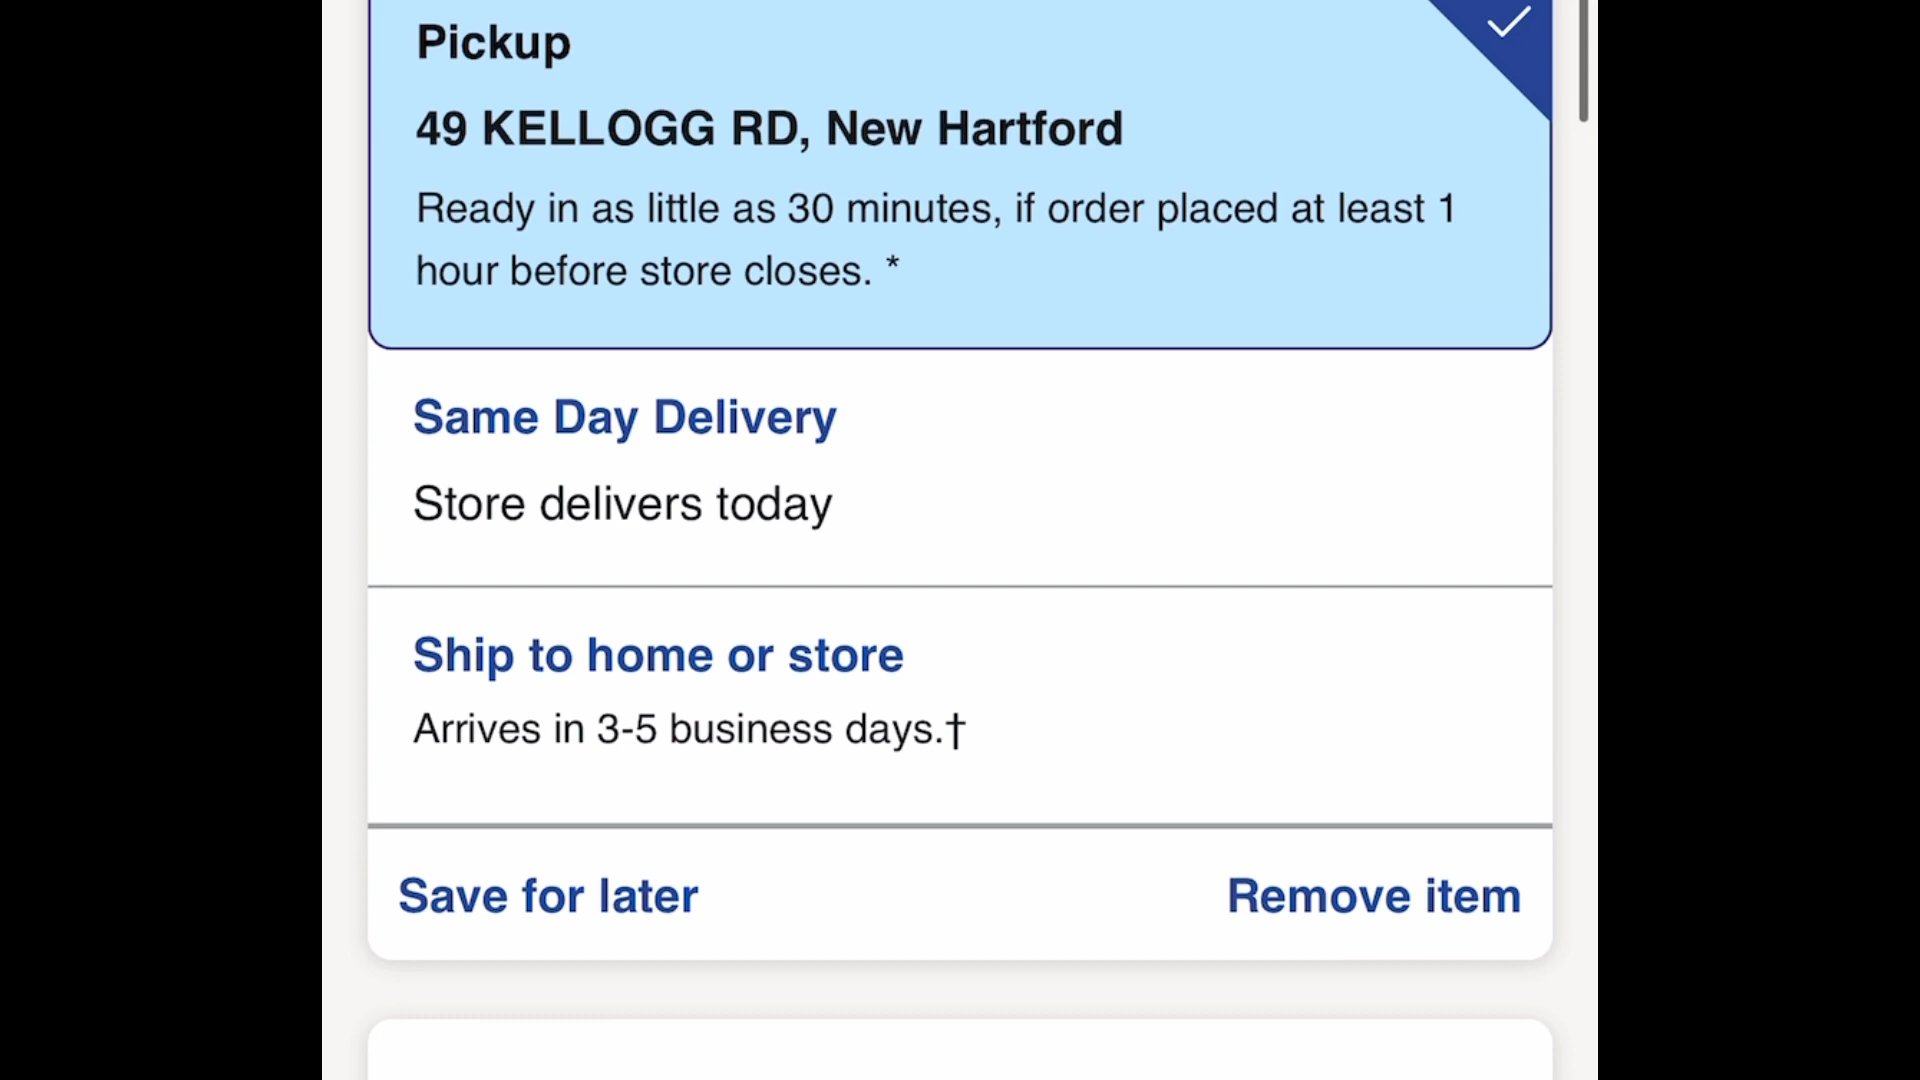 Pickup
49 KELLOGG RD, New Hartford
Ready in as little as 30 minutes, if order placed at least 1
hour before store closes. *
Same Day Delivery
Store delivers today
Ship to home or store
Arrives in 3-5 business days.†
Save for later
Remove item